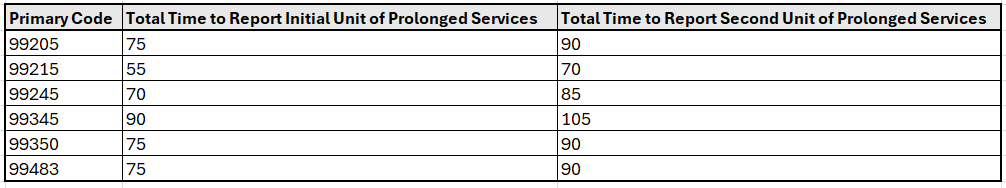 Primary Code Total Time to Report Initial Unit of Prolonged Services Total Time to Report Second Unit of Prolonged Services
99205 75 90
99215 55 70
99245 70 85
99345 90 105
99350 75 90
99483 75 90